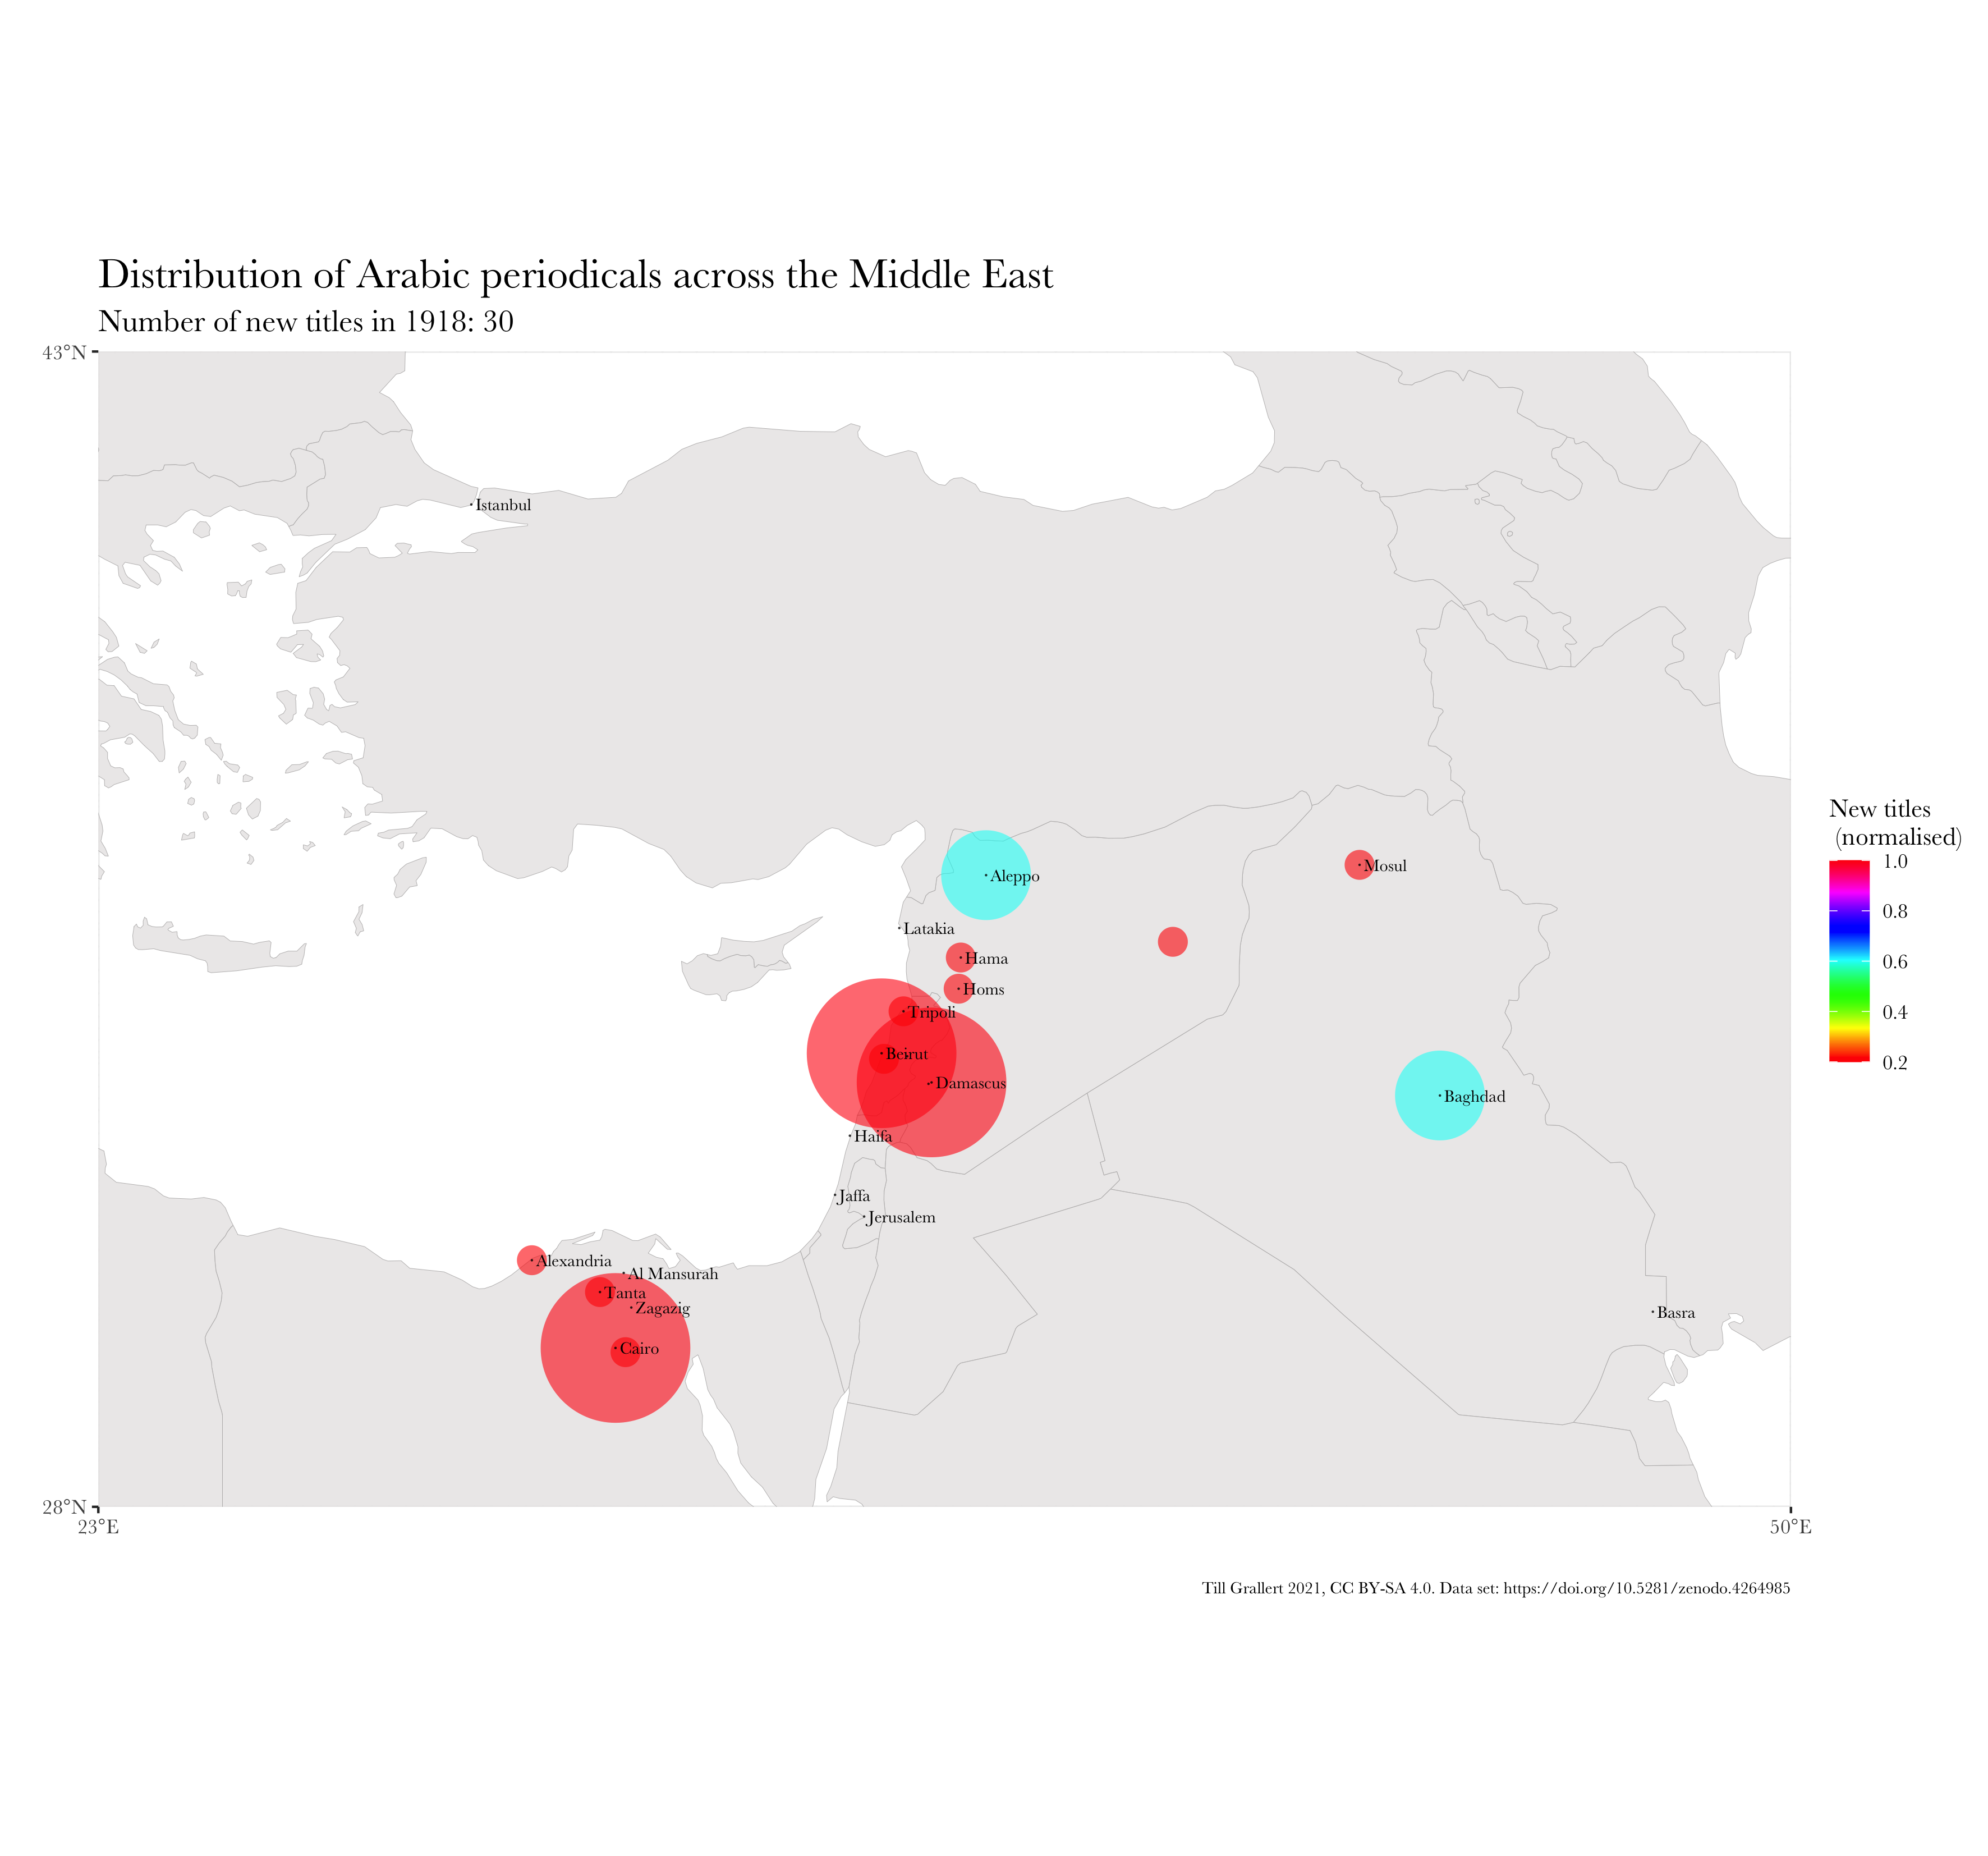 Distribution of Arabic periodicals across the Middle East
Number of new titles in 1918: 30
43°N
Istanbul
New titles
(normalised)
1.0
0.8
0.6
0.4
0.2
Mosul
Aleppo
Latakia
Hama
Homs
Tripoli
Beirut
Damascus
Baghdad
Haifa
Jaffa
Jerusalem
Alexandria
Al Mansurah
Tanta
Zagazig
Basra
Cairo
28°N
23°E
50°E
Till Grallert 2021, CC BY-SA 4.0. Data set: https://doi.org/10.5281/zenodo.4264985